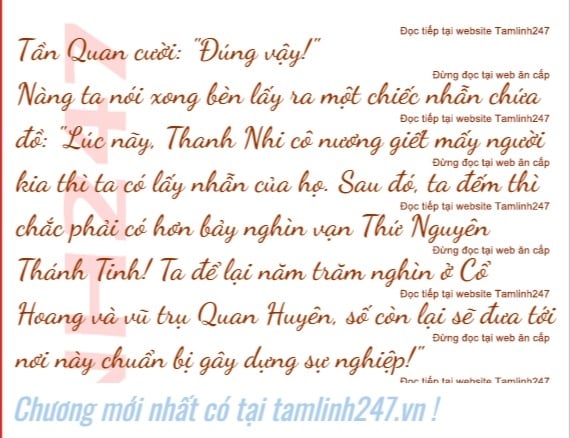 Đọc tiếp tại website Tamlinh247
Tần Quan cười: "Đúng vậy!"
Đừng đọc tại web ăn cắp
Nàng ta nói xong bèn lấy ra một chiếc nhẫn chứa
Đọc tiếp tại website Tamlinh247
đồ: "Lúc nãy, Thanh Nhi cô nương giết mấy người
Đừng đọc tại web ăn cắp
kia thì ta có lấy nhẫn của họ. Sau đó, ta đếm thì
Đọc tiếp tại website Tamlinh247
chắc phải có hơn bảy nghìn vạn Thứ Nguyên
Đừng đọc tại web ăn cắp
Thánh Tinh! Ta để lại năm trăm nghìn ở Cổ
Đọc tiếp tại website Tamlinh247
Hoang và vũ trụ Quan Huyên, số còn lại sẽ đưa tới
Đừng đọc tại web ăn cắp
nơi này chuẩn bị gây dựng sự nghiệp!"
Đọc tiếp tại website Tamlinh247
NH247
Chương mới nhất có tại tamlinh247.vn !